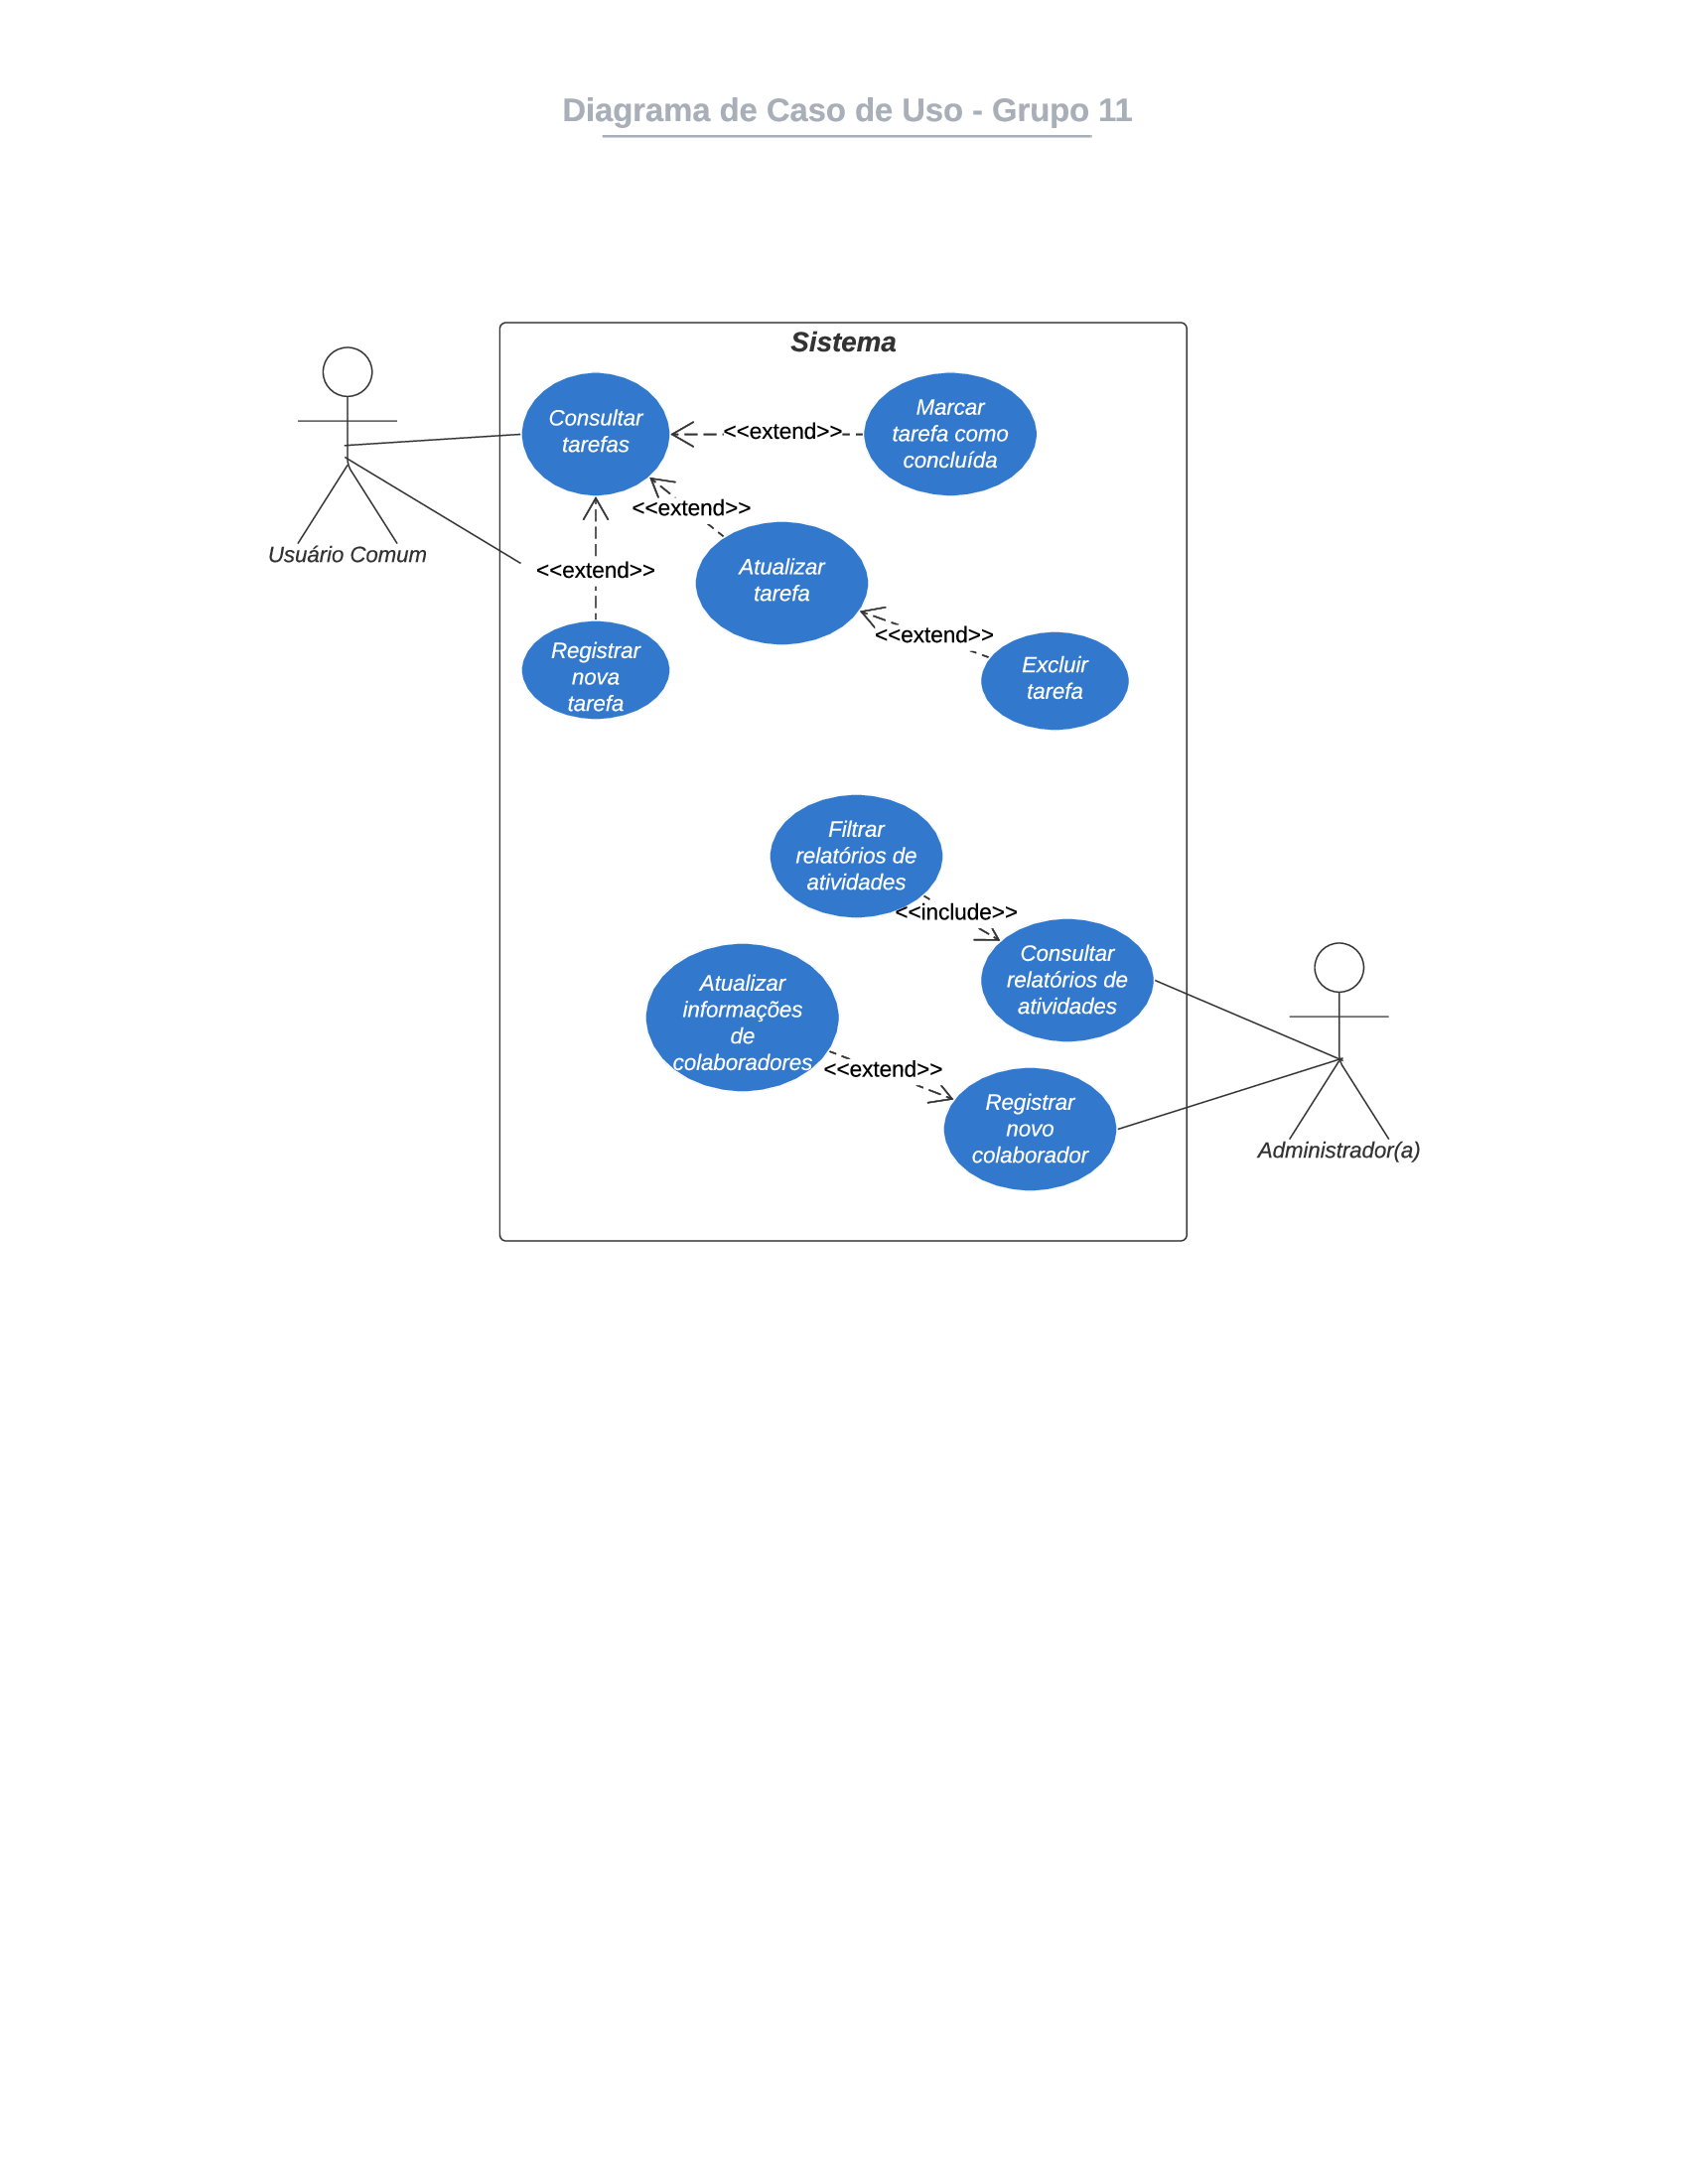 Diagrama de Caso de Uso - Grupo 11
Sistema
Consultar
tarefas
<<extend>>
Marcar
tarefa como
concluída
<<extend>>
Usuário Comum
<<extend>>
Atualizar
tarefa
<<extend>>
Registrar
nova
tarefa
Excluir
tarefa
Filtrar
relatórios de
atividades
<<include>>
Consultar
relatórios de
atividades
Atualizar
informações
de
colaboradores
<<extend>>
Registrar
novo
colaborador
Administrador(a)